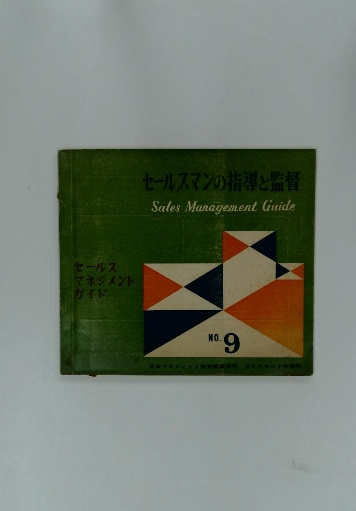 セールスマンの指導と監督
Sales Management Guide
セールス
マネジメント
ガイド
NO. 9